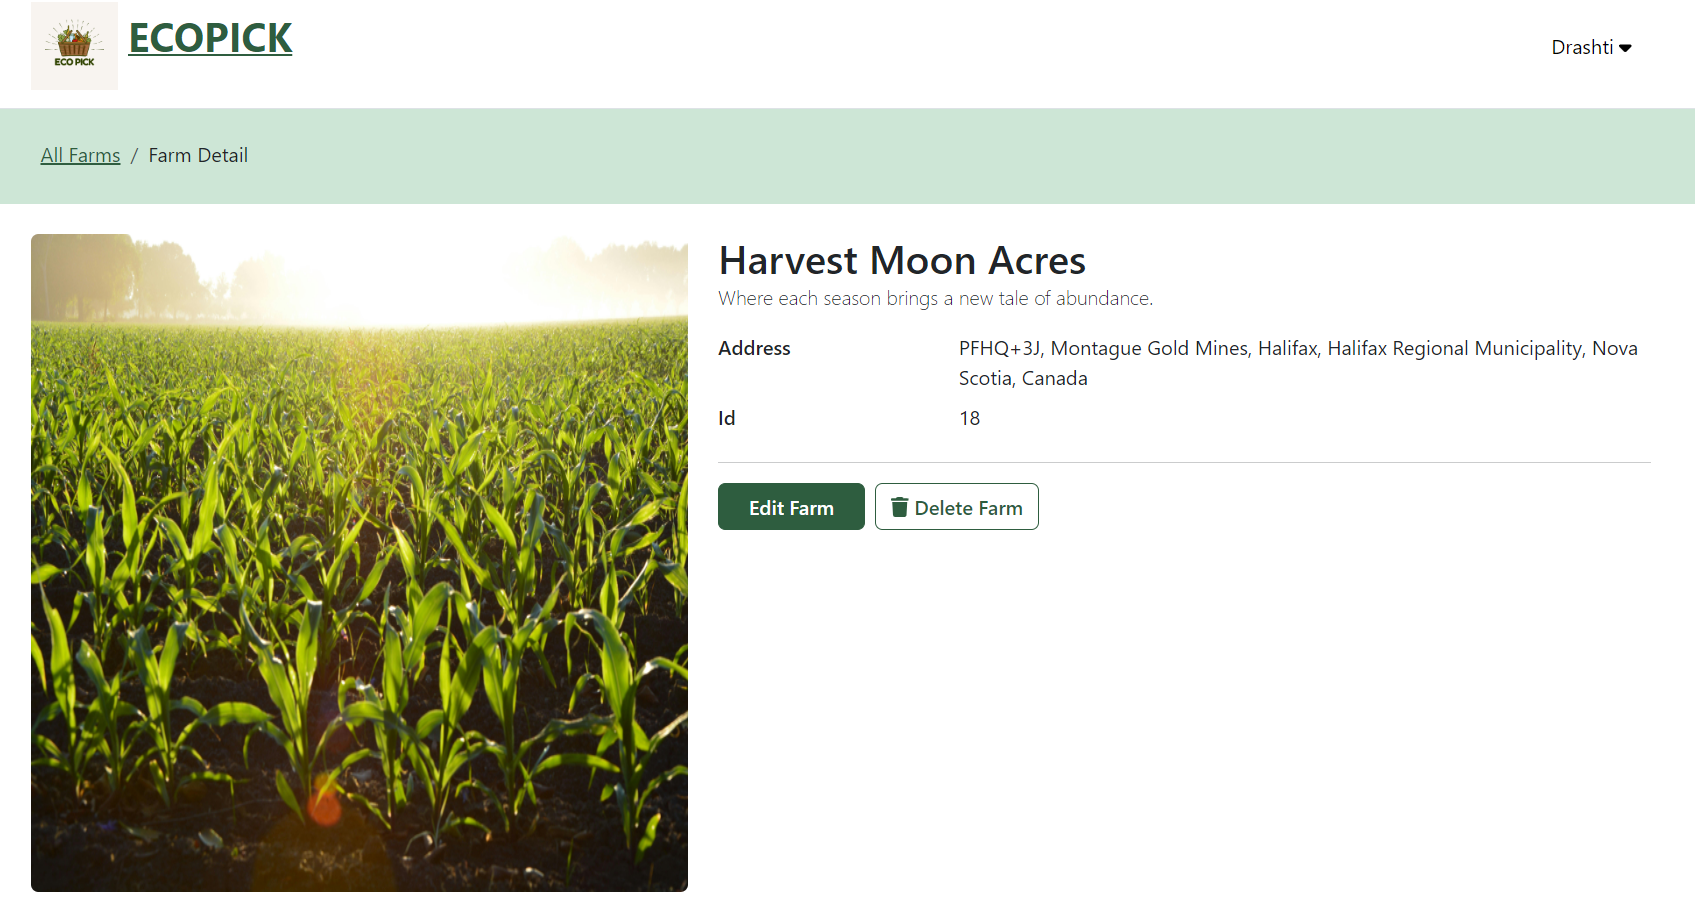 ECO PICK
ECOPICK
Drashti
All Farms / Farm Detail
Harvest Moon Acres
Where each season brings a new tale of abundance.
Address
PFHQ+3J, Montague Gold Mines, Halifax, Halifax Regional Municipality, Nova
Scotia, Canada
Id
18
Edit Farm
Delete Farm